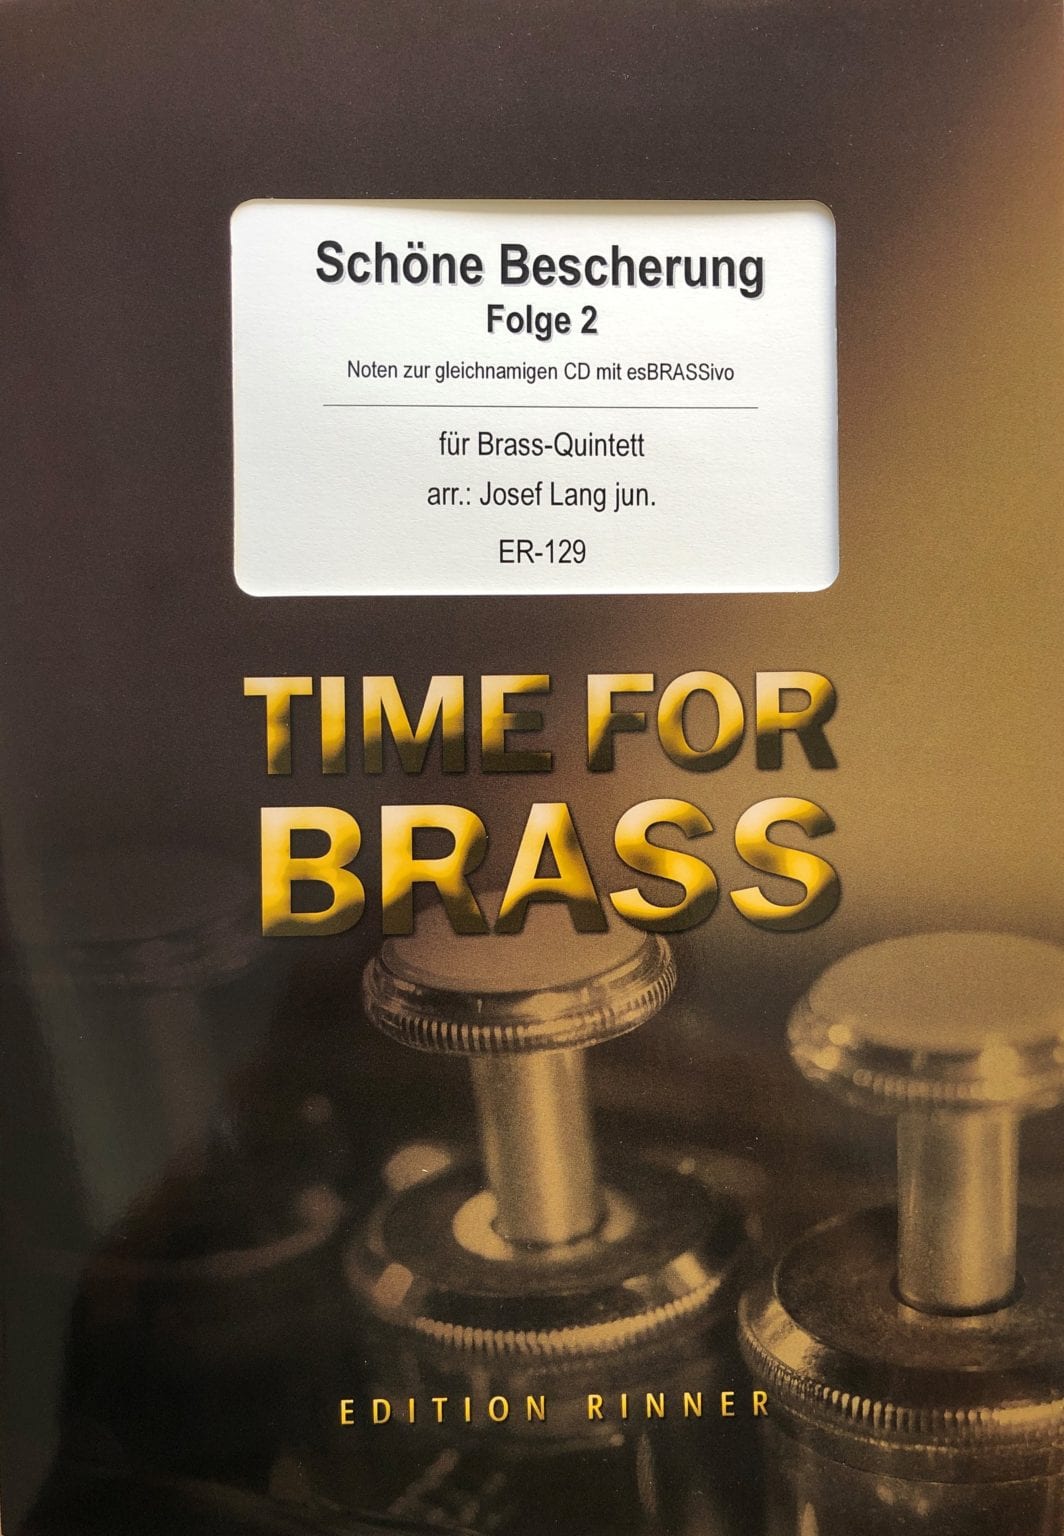 Schöne Bescherung
Folge 2
Noten zur gleichnamigen CD mit esBRASSivo
für Brass-Quintett
arr.: Josef Lang jun.
ER-129
TIME FOR
BRASS
EDITION RINNER